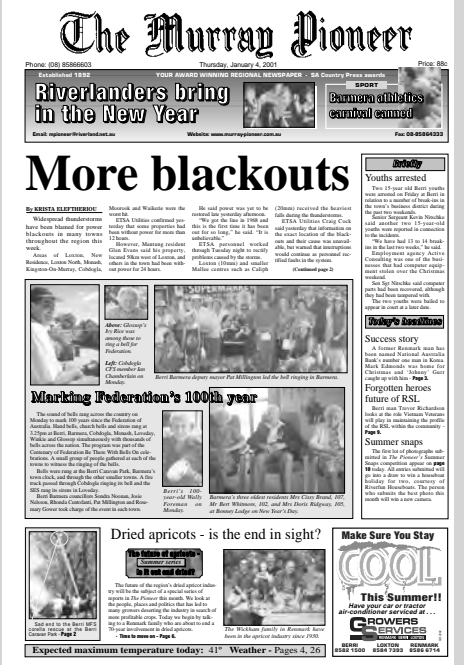 The Murray Pioneer
Phone: (08) 85866603
Thursday, January 4, 2001
Price: 88c
Established 1892
YOUR AWARD WINNING REGIONAL NEWSPAPER - SA Country Press awards
Riverlanders bring
in the New Year
SPORT
Barmera athletics
carnival canned
Email: mpioneer@riverland.net.au
Website: www.murray-pioneer.com.au
Fax: 08-85864333
More blackouts
By KRISTA ELEFTHERIOU
Widespread thunderstorms
have been blamed for power
blackouts in many towns
throughout the region this
week.
Areas of Loxton, New
Residence, Loxton North, Monash,
Kingston-On-Murray, Cobdogla,
Moorook and Waikerie were the
worst hit.
ETSA Utilities confirmed yes-
terday that some properties had
been without power for more than
12 hours.
However, Muntang resident
Glen Evans said his property,
located 50km west of Loxton, and
others in the town had been with-
out power for 24 hours.
He said power was yet to be
restored late yesterday afternoon.
"We got the line in 1968 and
this is the first time it's been
out for so long," he said. "It is
unbelievable."
ETSA personnel worked
through Tuesday night to rectify
problems caused by the storm.
Loxton (10mm) and smaller
Mallee centres such as Caliph
(20mm) received the heaviest
falls during the thunderstorms.
ETSA Utilities Craig Cock
said yesterday that information on
the exact location of the black-
outs and their cause was unavail-
able, but warned that interruptions
would continue as personnel rec-
tified faults in the system.
(Continued page 2)
Above: Glossop's
Ivy Rice was
among those to
ring a bell for
Federation.
Left: Cobdogla
CFS member Ian
Chamberlain on
Monday.
Berri Barmera deputy mayor Pat Millington led the bell ringing in Barmera.
Marking Federation's 100th year
The sound of bells rang across the country on
Monday to mark 100 years since the Federation of
Australia. Hand bells, church bells and sirens rang at
3.25pm at Berri, Barmera, Cobdogla, Monash, Loveday,
Winkie and Glossop simultaneously with thousands of
bells across the nation. The program was part of the
Centenary of Federation Be There With Bells On cele-
brations. A small group of people gathered at each of the
towns to witness the ringing of the bells.
Bells were rung at the Berri Caravan Park, Barmera's
town clock, and through the other smaller towns. A fire
truck passed through Cobdogla ringing its bell and the
SES rang its sirens in Loveday.
Berri Barmera councillors Sandra Noonan, Josie
Nelsson, Rhonda Centofanti, Pat Millington and Rose-
mary Gower took charge of the event in each town.
Berri's 100-
year-old Wally
Foreman on
Monday.
Barmera's three oldest residents Mrs Cissy Brand, 107,
Mr Bert Whitmore, 102, and Mrs Doris Ridgway, 105,
at Bonney Lodge on New Year's Day.
Briefly
Youths arrested
Two 15-year old Berri youths
were arrested on Friday at Berri in
relation to a number of break-ins in
the town's business district during
the past two weekends.
Senior Sergeant Kevin Nitschke
said another two 15-year-old
youths were reported in connection
to the incidents.
"We have had 13 to 14 break-
ins in the last two weeks," he said.
Employment agency Active
Consulting was one of the busi-
nesses that had computer equip-
ment stolen over the Christmas
weekend.
Sen Sgt Nitschke said computer
parts had been recovered, although
they had been tampered with.
The two youths were bailed to
appear in court at a later date.
Today's headlines
Success story
A former Renmark man has
been named National Australia
Bank's number one man in Korea.
Mark Edmonds was home for
Christmas and 'Johnny' Gurr
caught up with him - Page 3.
Forgotten heroes
future of RSL
Berri man Trevor Richardson
looks at the role Vietnam Veterans
will play in maintaining the profile
of the RSL within the community -
Page 9.
Summer snaps
The first lot of photographs sub-
mitted in The Pioneer's Summer
Snaps competition appear on page
10 today. All entries submitted will
go into a draw to win a houseboat
holiday for two, courtesy of
Riverfun Houseboats. The person
who submits the best photo this
month will win a new camera.
Sad end to the Berri MFS
corella rescue at the Berri
Caravan Park - Page 2
Dried apricots - is the end in sight?
The future of apricots -
Summer series
is it cut and dried?
The future of the region's dried apricot indus-
try will be the subject of a special series of
reports in The Pioneer this month. We look at
the people, places and politics that has led to
many growers deserting the industry in search of
more profitable crops. Today we begin by talk-
ing to a Renmark family who are about to end a
70-year involvement in dried apricots.
- Time to move on - Page 6.
The Wickham family in Renmark have
been in the apricot industry since 1930.
Expected maximum temperature today: 41° Weather - Pages 4, 26
Make Sure You Stay
COOL
This Summer!!
Have your car or tractor
air-conditioner serviced at . . .
GROWERS
SERVICES
BERRI
8582 1500
LOXTON
8584 7393
RENMARK
8586 6714